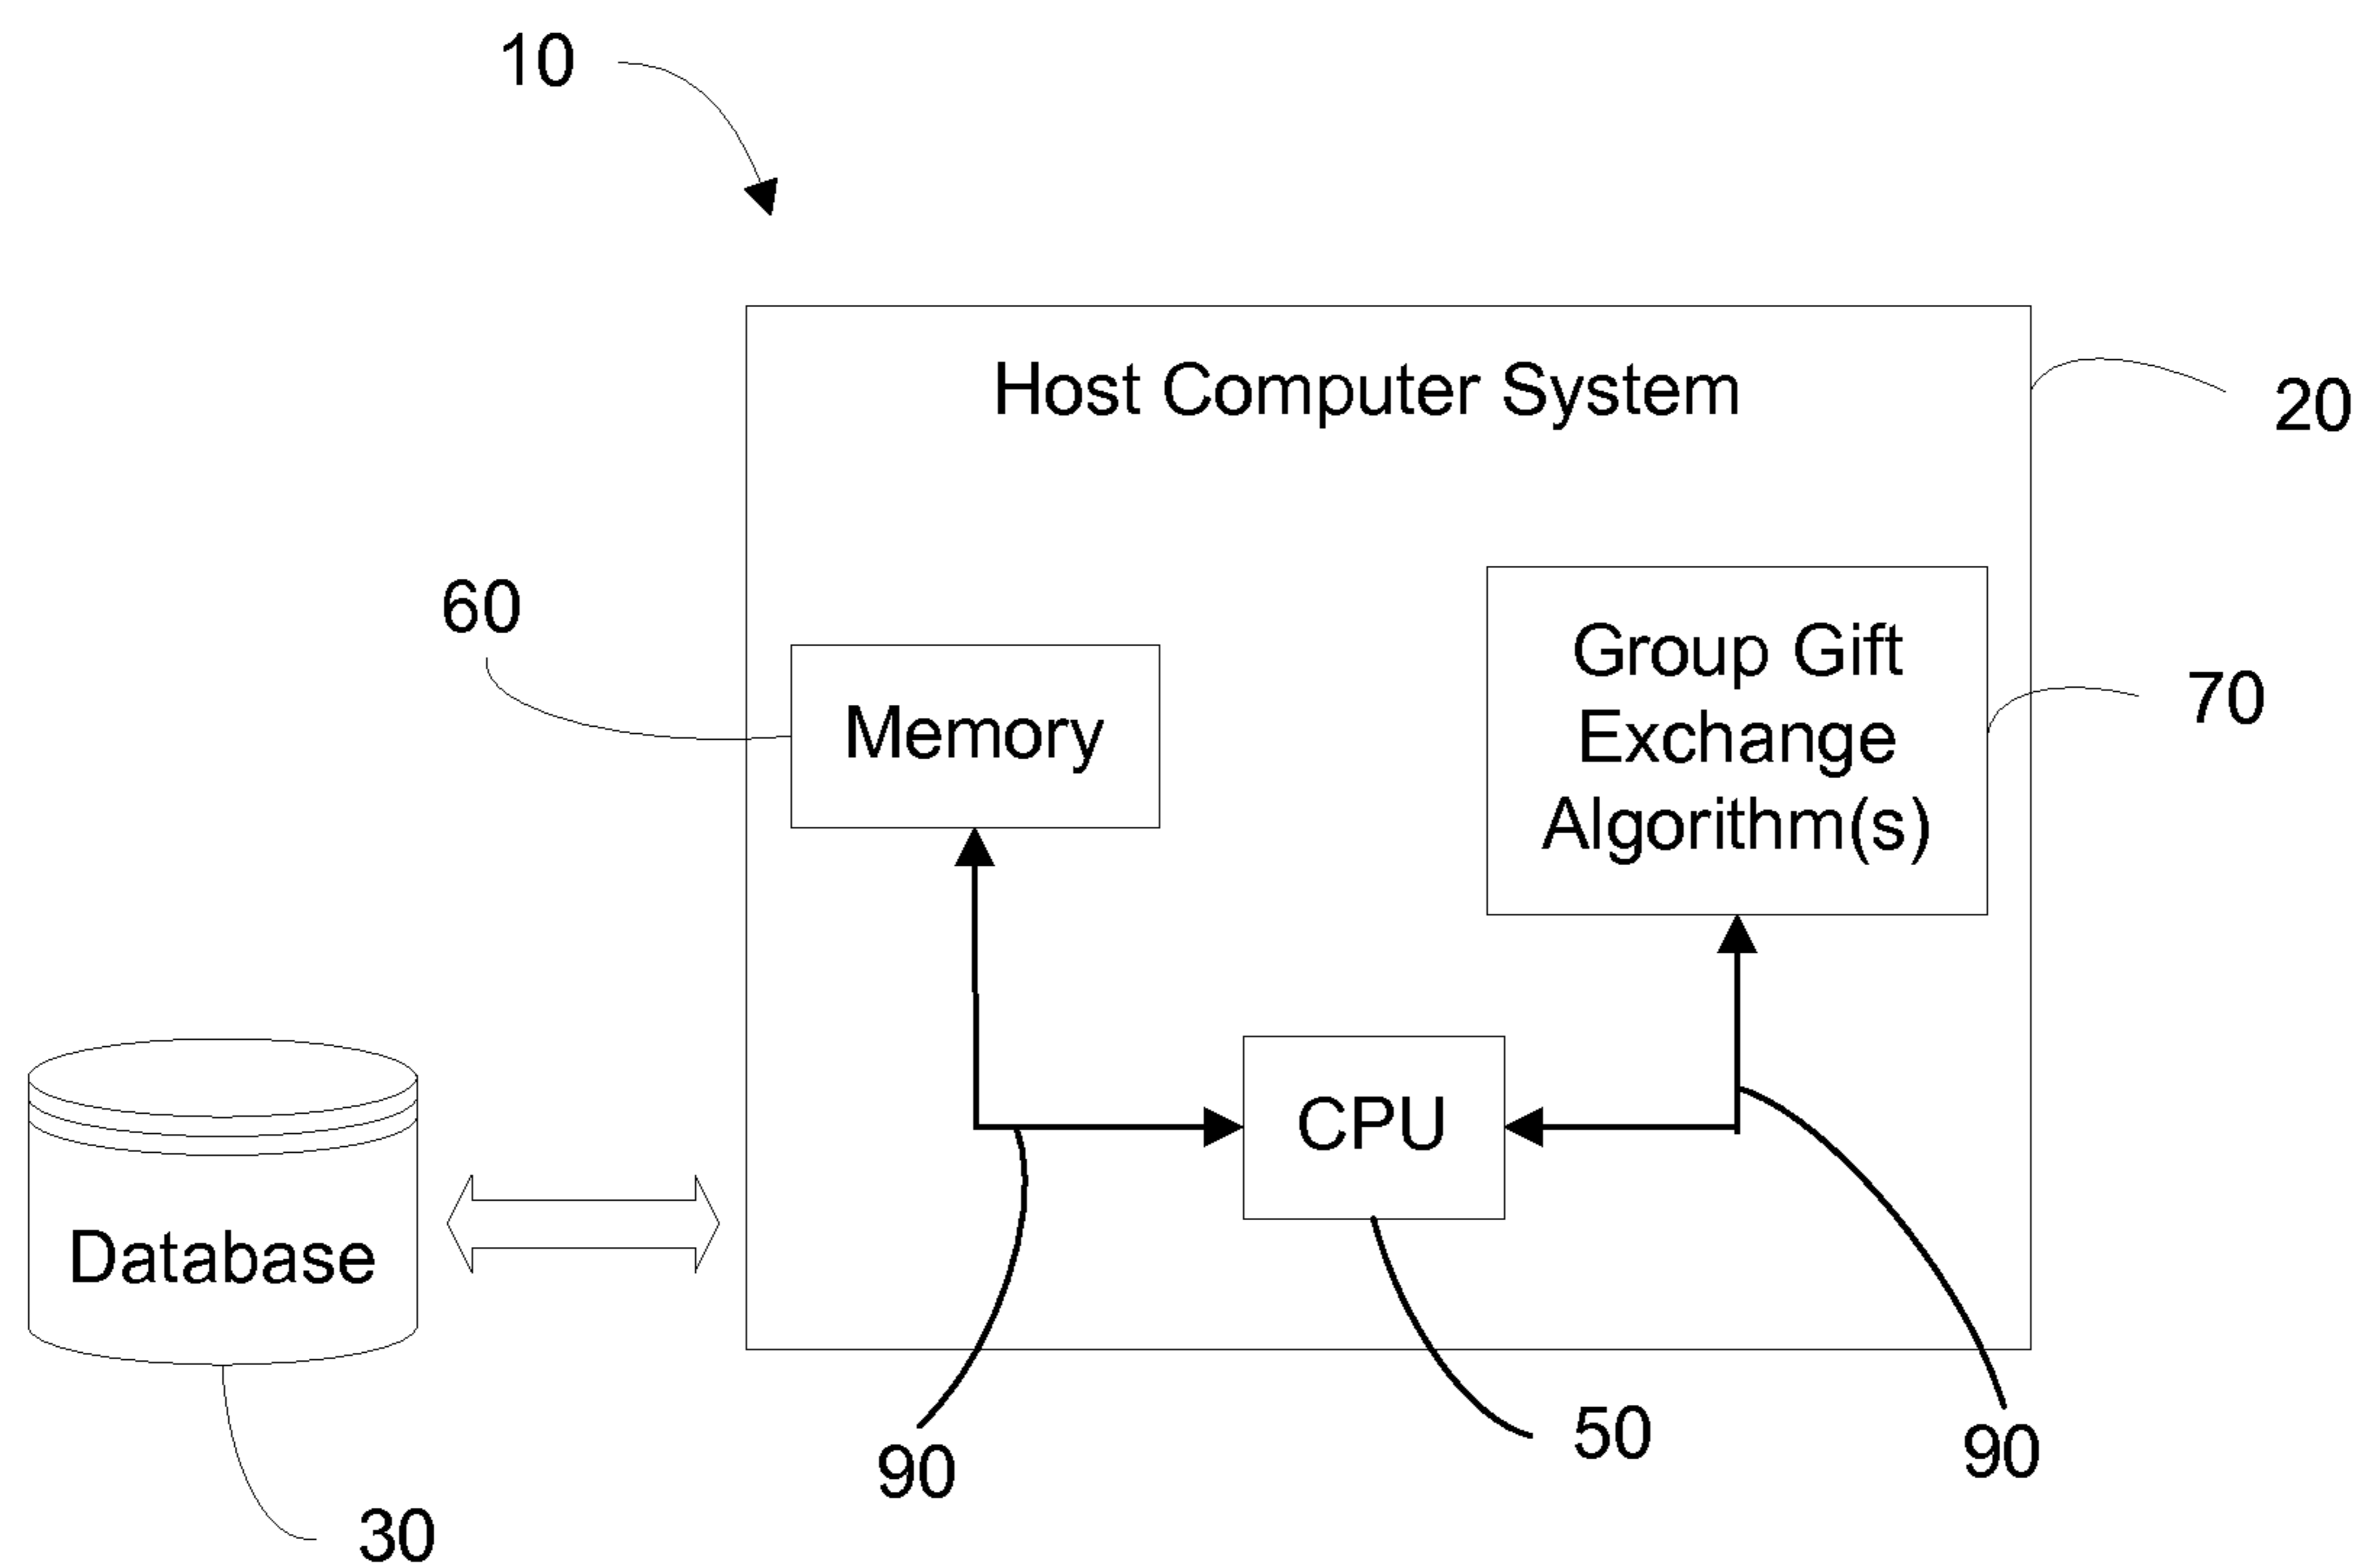 10
Host Computer System
20
60
Group Gift
Exchange
Algorithm(s)
70
Memory
CPU
Database
90
50
90
30